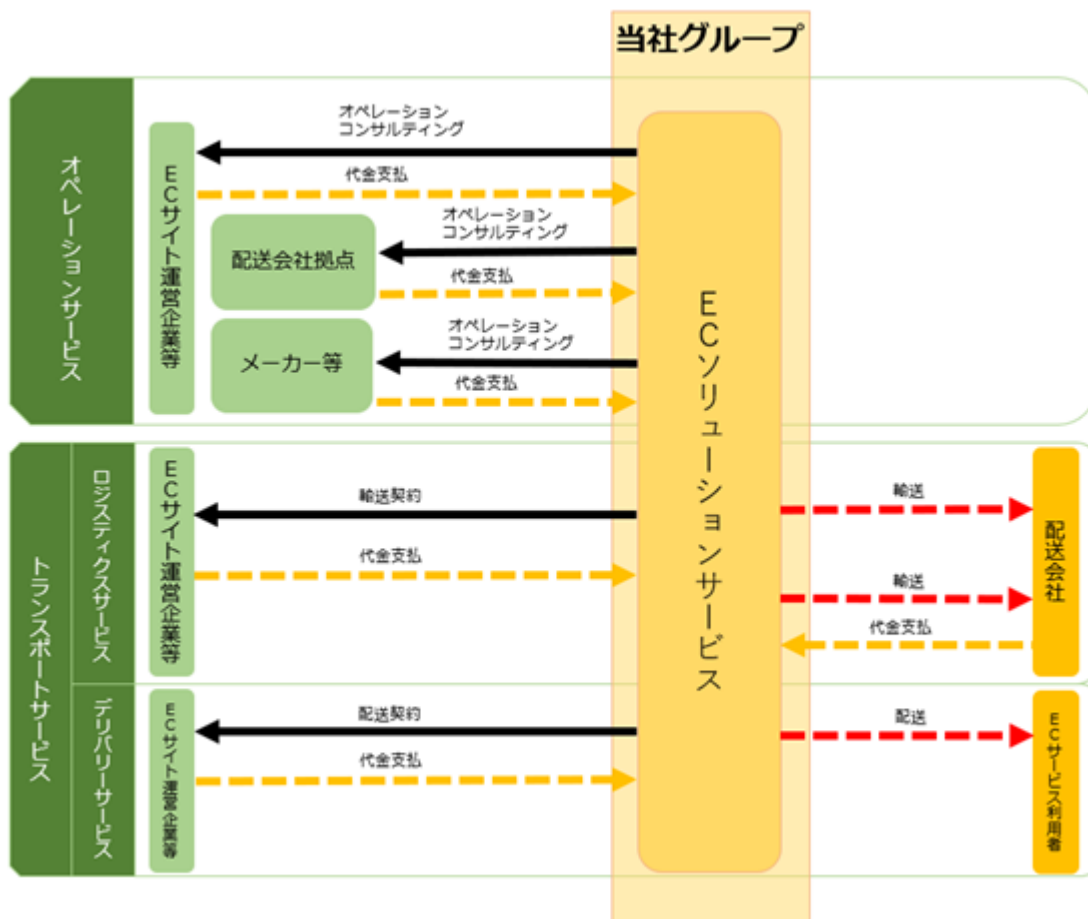 当社グループ
オペレーションサービス
ECサイト運営企業等
オペレーション
コンサルティング
代金支払
配送会社拠点
オペレーション
コンサルティング
代金支払
メーカー等
オペレーション
コンサルティング
代金支払
ECソリューションサービス
トランスポートサービス
ロジスティクスサービス
ECサイト運営企業等
輸送契約
代金支払
輸送
輸送
代金支払
配送会社
デリバリーサービス
ECサイト運営企業等
配送契約
代金支払
配送
ECサービス利用者